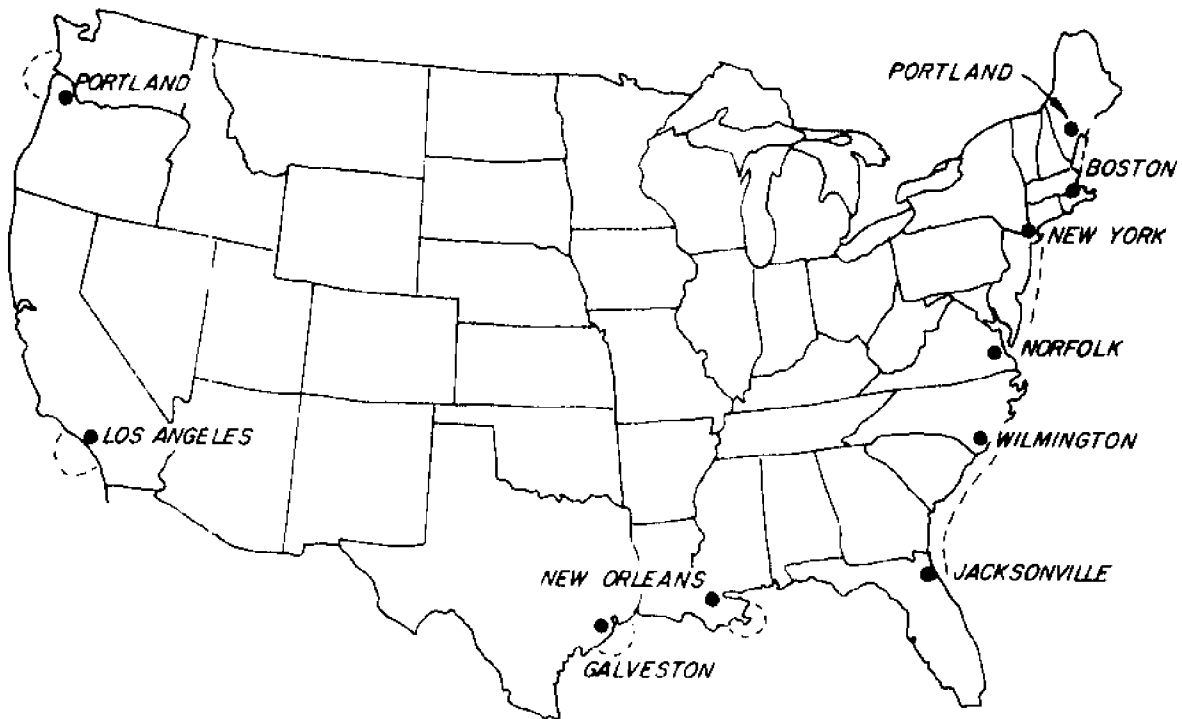 PORTLAND
PORTLAND
BOSTON
NEW YORK
NORFOLK
LOS ANGELES
WILMINGTON
NEW ORLEANS
JACKSONVILLE
GALVESTON